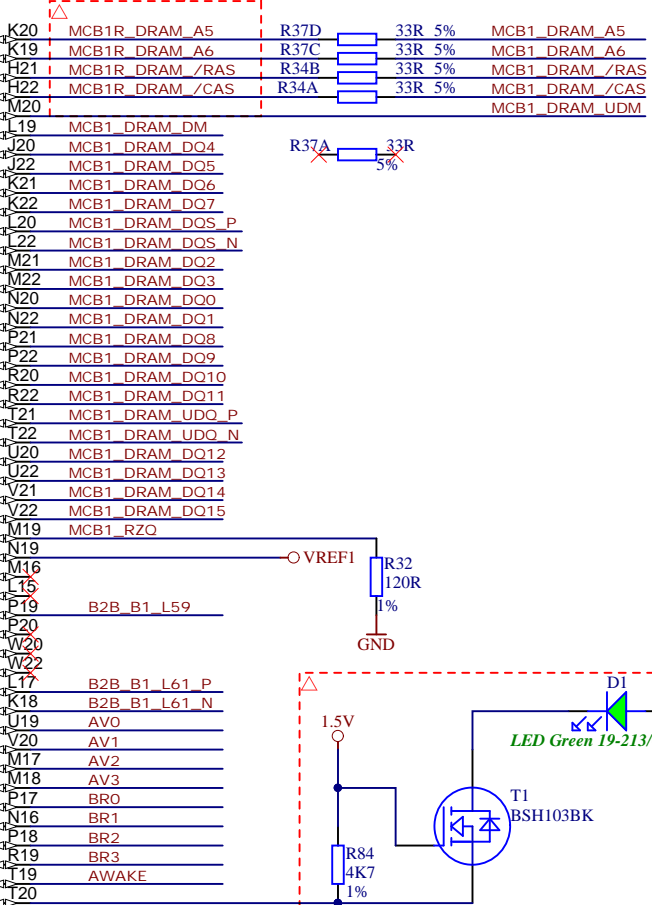 K20 MCB1R_DRAM_A5 R37D 33R 5% MCB1_DRAM_A5
K19 MCB1R_DRAM_A6 R37C 33R 5% MCB1_DRAM_A6
H21 MCB1R_DRAM_/RAS R34B 33R 5% MCB1_DRAM_/RAS
H22 MCB1R_DRAM_/CAS R34A 33R 5% MCB1_DRAM_/CAS
M20 MCB1_DRAM_UDM
L19 MCB1_DRAM_DM
J20 MCB1_DRAM_DQ4 R37A 33R
J22 MCB1_DRAM_DQ5 5%
K21 MCB1_DRAM_DQ6
K22 MCB1_DRAM_DQ7
L20 MCB1_DRAM_DQS_P
L22 MCB1_DRAM_DQS_N
M21 MCB1_DRAM_DQ2
M22 MCB1_DRAM_DQ3
N20 MCB1_DRAM_DQ0
N22 MCB1_DRAM_DQ1
P21 MCB1_DRAM_DQ8
P22 MCB1_DRAM_DQ9
R20 MCB1_DRAM_DQ10
R22 MCB1_DRAM_DQ11
T21 MCB1_DRAM_UDQ_P
T22 MCB1_DRAM_UDQ_N
U20 MCB1_DRAM_DQ12
U22 MCB1_DRAM_DQ13
V21 MCB1_DRAM_DQ14
V22 MCB1_DRAM_DQ15
M19 MCB1_RZQ
N19 VREF1
M16 R32
L15 120R
P19 B2B_B1_L59 1%
P20
W20 GND
W22
L17 B2B_B1_L61_P D1
K18 B2B_B1_L61_N
U19 AV0 1.5V
V20 AV1 LED Green 19-213/
M17 AV2
M18 AV3
P17 BR0 T1
N16 BR1 BSH103BK
P18 BR2
R19 BR3 R84
T19 AWAKE 4K7
T20 1%